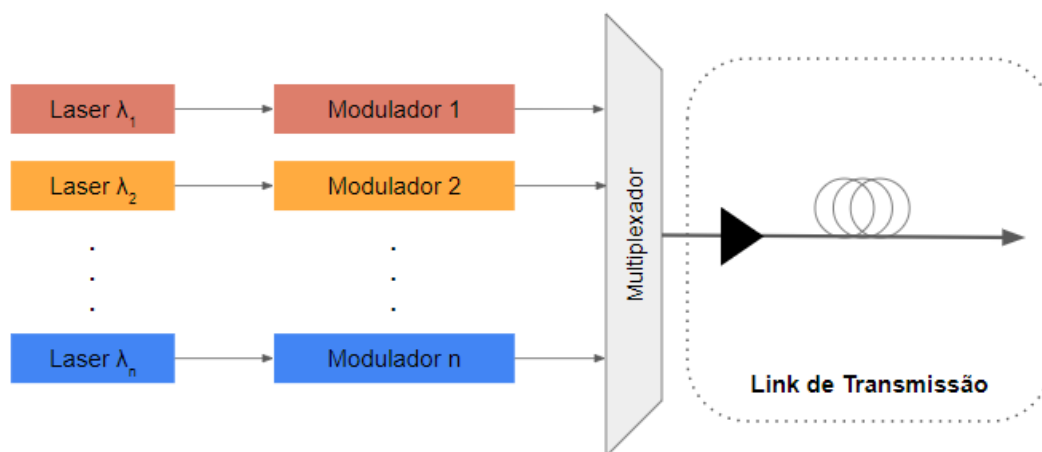 Laser λ₁
Modulador 1
Laser λ₂
Modulador 2
Multiplexador
.
.
.
.
.
.
Laser λₙ
Modulador n
Link de Transmissão